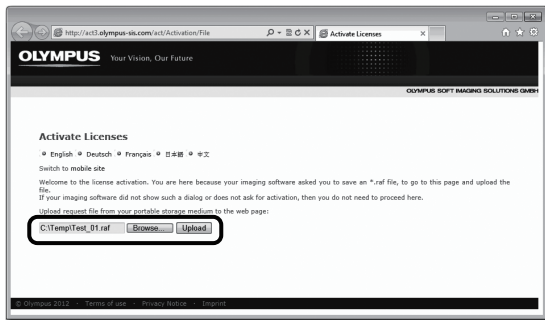 http://act3.olympus-sis.com/act/Activation/File
Activate Licenses
OLYMPUS Your Vision, Our Future
OLYMPUS SOFT IMAGING SOLUTIONS GMBH
Activate Licenses
English Deutsch Français 日本語 中文
Switch to mobile site
Welcome to the license activation. You are here because your imaging software asked you to save an *.raf file, to go to this page and upload the
file.
If your imaging software did not show such a dialog or does not ask for activation, then you do not need to proceed here.
Upload request file from your portable storage medium to the web page:
C:\Temp\Test_01.raf Browse... Upload
© Olympus 2012 - Terms of use - Privacy Notice - Imprint